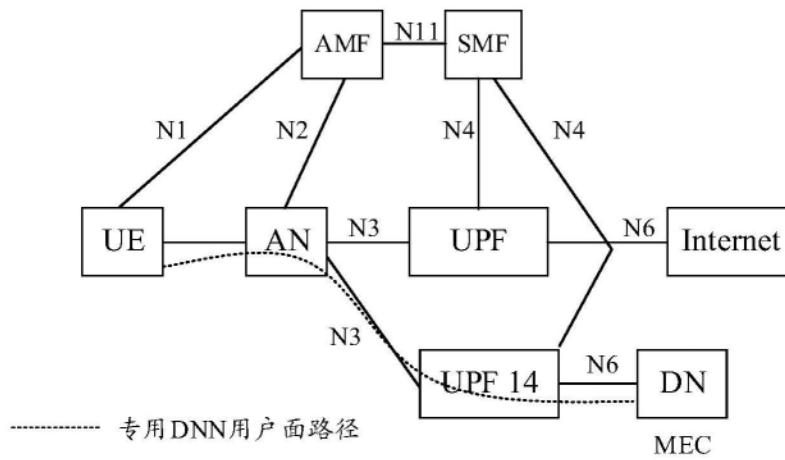 AMF
N11
SMF
N1
N2
N4
N4
UE
AN
N3
UPF
N6
Internet
N3
UPF 14
N6
DN
专用DNN用户面路径
MEC